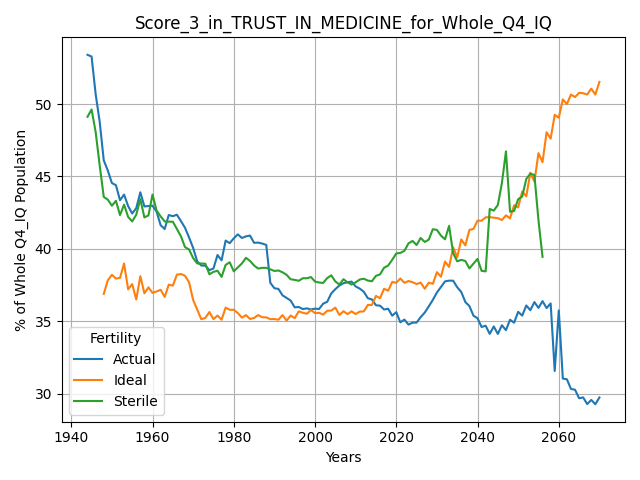 Score_3_in_TRUST_IN_MEDICINE_for_Whole_Q4_IQ
% of Whole Q4_IQ Population
50
45
40
35
30
Fertility
Actual
Ideal
Sterile
1940 1960 1980 2000 2020 2040 2060
Years